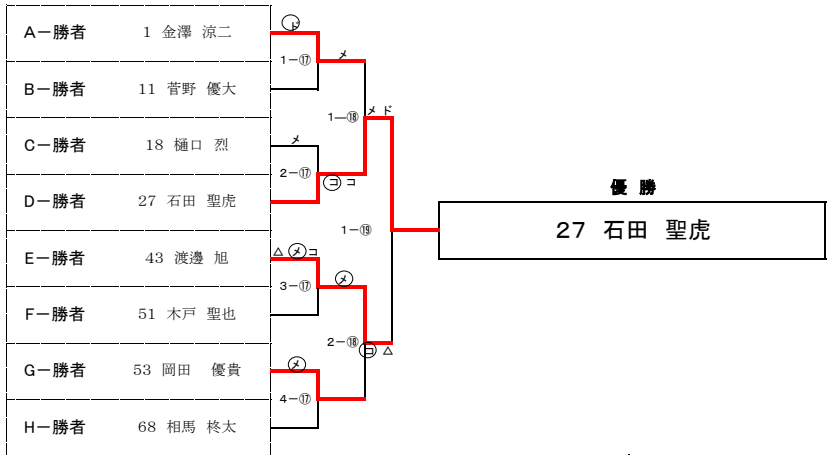 A－勝者 1 金澤 涼二 ド
1－⑰ メ
B－勝者 11 菅野 優大
1―⑱ メ ド
C－勝者 18 樋口 烈 メ
2－⑰ コ コ
D－勝者 27 石田 聖虎
優 勝
1－⑲ 27 石田 聖虎
E－勝者 43 渡邊 旭 △ メ コ
3－⑰ メ
F－勝者 51 木戸 聖也
2－⑱ コ △
G－勝者 53 岡田 優貴 メ
4－⑰
H－勝者 68 相馬 柊太